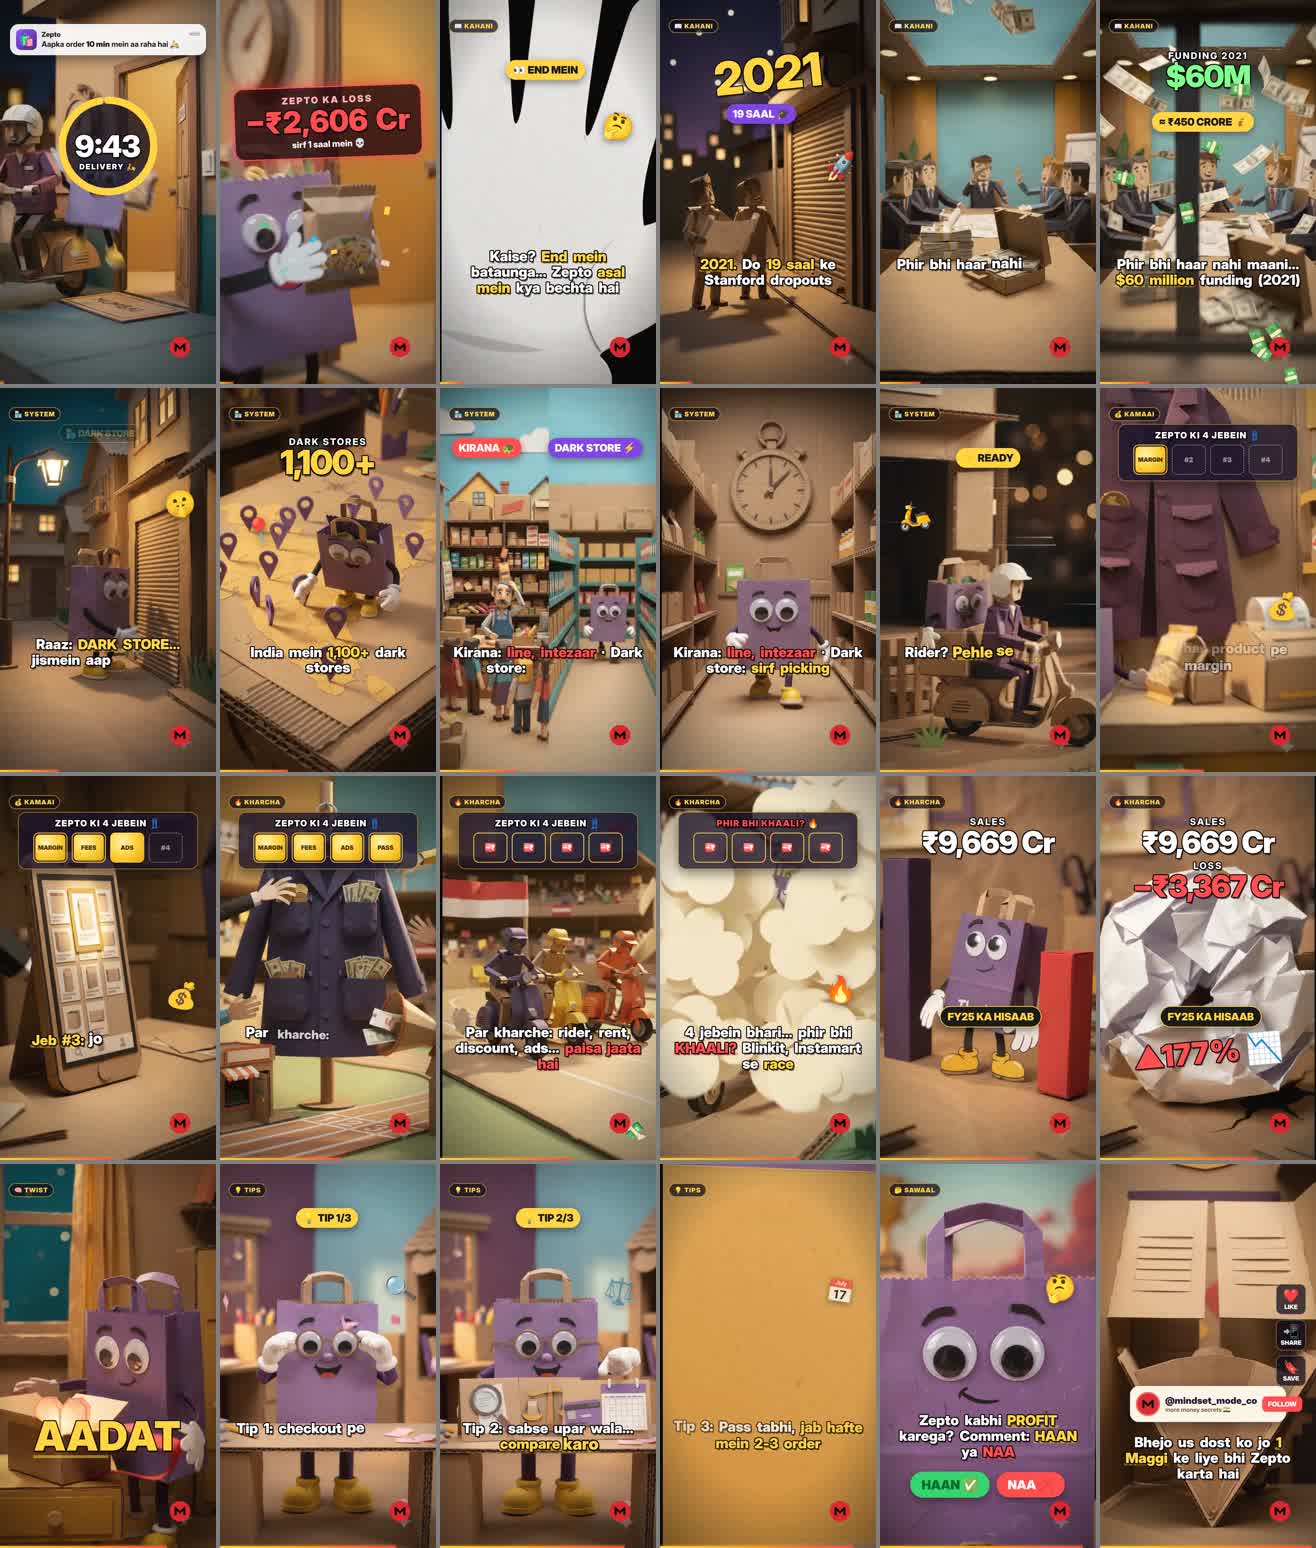 Zepto
Aapka order 10 min mein aa raha hai
9:43
DELIVERY
M
ZEPTO KA LOSS
−₹2,606 Cr
sirf 1 saal mein
M
KAHANI
END MEIN
Kaise? End mein
bataunga... Zepto asal
mein kya bechta hai
M
KAHANI
2021
19 SAAL
2021. Do 19 saal ke
Stanford dropouts
M
KAHANI
Phir bhi haar nahi
M
KAHANI
FUNDING 2021
$60M
≈ ₹450 CRORE
Phir bhi haar nahi maani...
$60 million funding (2021)
M
SYSTEM
DARK STORE
Raaz: DARK STORE...
jismein aap
M
SYSTEM
DARK STORES
1,100+
India mein 1,100+ dark
stores
M
SYSTEM
KIRANA
DARK STORE
Kirana: line, intezaar · Dark
store:
M
SYSTEM
Kirana: line, intezaar · Dark
store: sirf picking
M
SYSTEM
READY
Rider? Pehle se
M
KAMAAI
ZEPTO KI 4 JEBEIN
MARGIN
#2
#3
#4
har product pe
margin
M
KAMAAI
ZEPTO KI 4 JEBEIN
MARGIN
FEES
ADS
#4
Jeb #3: jo
M
KHARCHA
ZEPTO KI 4 JEBEIN
MARGIN
FEES
ADS
PASS
Par kharche:
M
KHARCHA
ZEPTO KI 4 JEBEIN
Par kharche: rider, rent,
discount, ads... paisa jaata
hai
M
KHARCHA
PHIR BHI KHAALI?
4 jebein bhari... phir bhi
KHAALI? Blinkit, Instamart
se race
M
KHARCHA
SALES
₹9,669 Cr
FY25 KA HISAAB
M
KHARCHA
SALES
₹9,669 Cr
LOSS
−₹3,367 Cr
FY25 KA HISAAB
177%
M
TWIST
AADAT
M
TIPS
TIP 1/3
Tip 1: checkout pe
M
TIPS
TIP 2/3
Tip 2: sabse upar wala...
compare karo
M
TIPS
July
17
Tip 3: Pass tabhi, jab hafte
mein 2-3 order
M
SAWAAL
Zepto kabhi PROFIT
karega? Comment: HAAN
ya NAA
HAAN
NAA
M
LIKE
SHARE
SAVE
M
@mindset_mode_co
more money secrets
FOLLOW
Bhejo us dost ko jo 1
Maggi ke liye bhi Zepto
karta hai
M